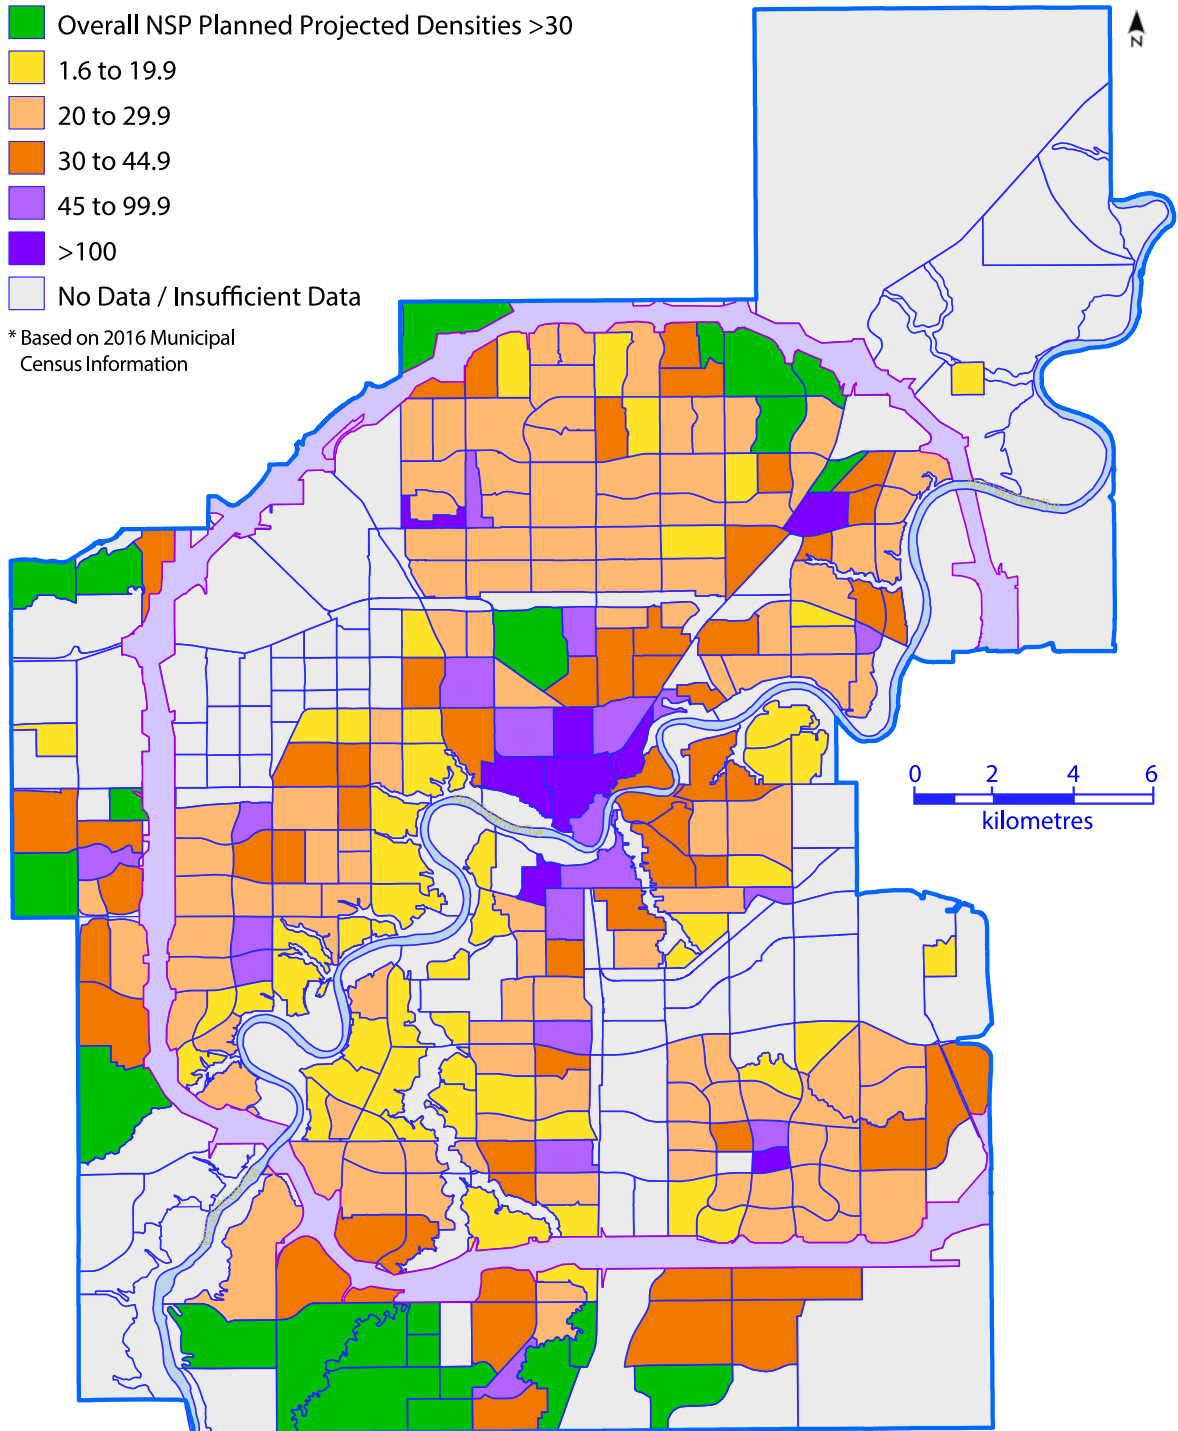 Overall NSP Planned Projected Densities >30
1.6 to 19.9
20 to 29.9
30 to 44.9
45 to 99.9
>100
No Data / Insufficient Data
* Based on 2016 Municipal
Census Information
N
0 2 4 6
kilometres